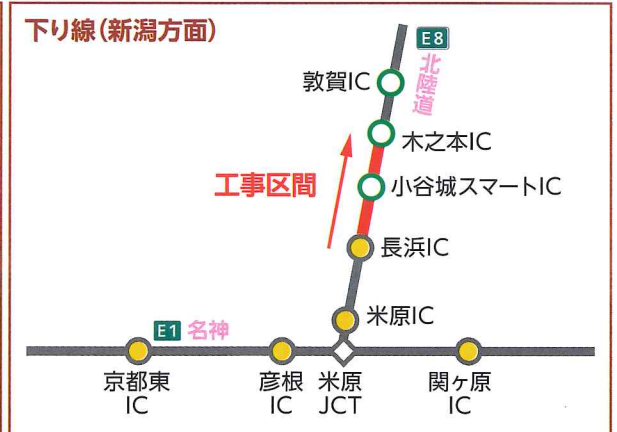 下り線(新潟方面)
E8
北陸道
敦賀IC
木之本IC
工事区間
小谷城スマートIC
長浜IC
米原IC
E1 名神
京都東
IC
彦根
IC
米原
JCT
関ヶ原
IC